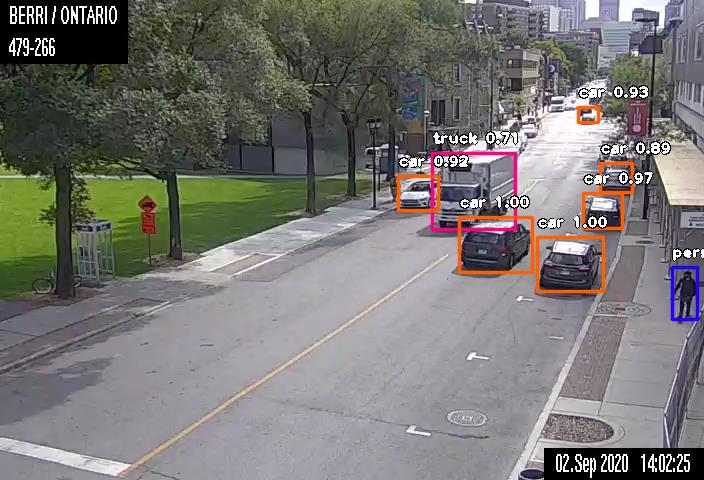 BERRI / ONTARIO
479-266
car 0.93
truck 0.71
car 0.89
car 0.92
car 0.97
car 1.00
car 1.00
pers
02.Sep 2020 14:02:25